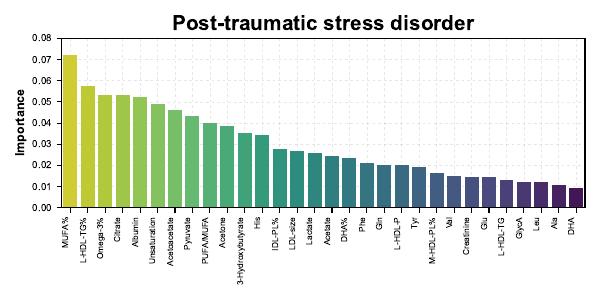 Post-traumatic stress disorder
Importance
0.08
0.07
0.06
0.05
0.04
0.03
0.02
0.01
0.00
MUFA%
L-HDL-TG%
Omega-3%
Citrate
Albumin
Unsaturation
Acetoacetate
Pyruvate
PUFA/MUFA
Acetone
3-Hydroxybutyrate
His
IDL-PL%
LDL-size
Lactate
Acetate
DHA%
Phe
Gln
L-HDL-P
Tyr
M-HDL-PL%
Val
Creatinine
Glu
L-HDL-TG
GlycA
Leu
Ala
DHA